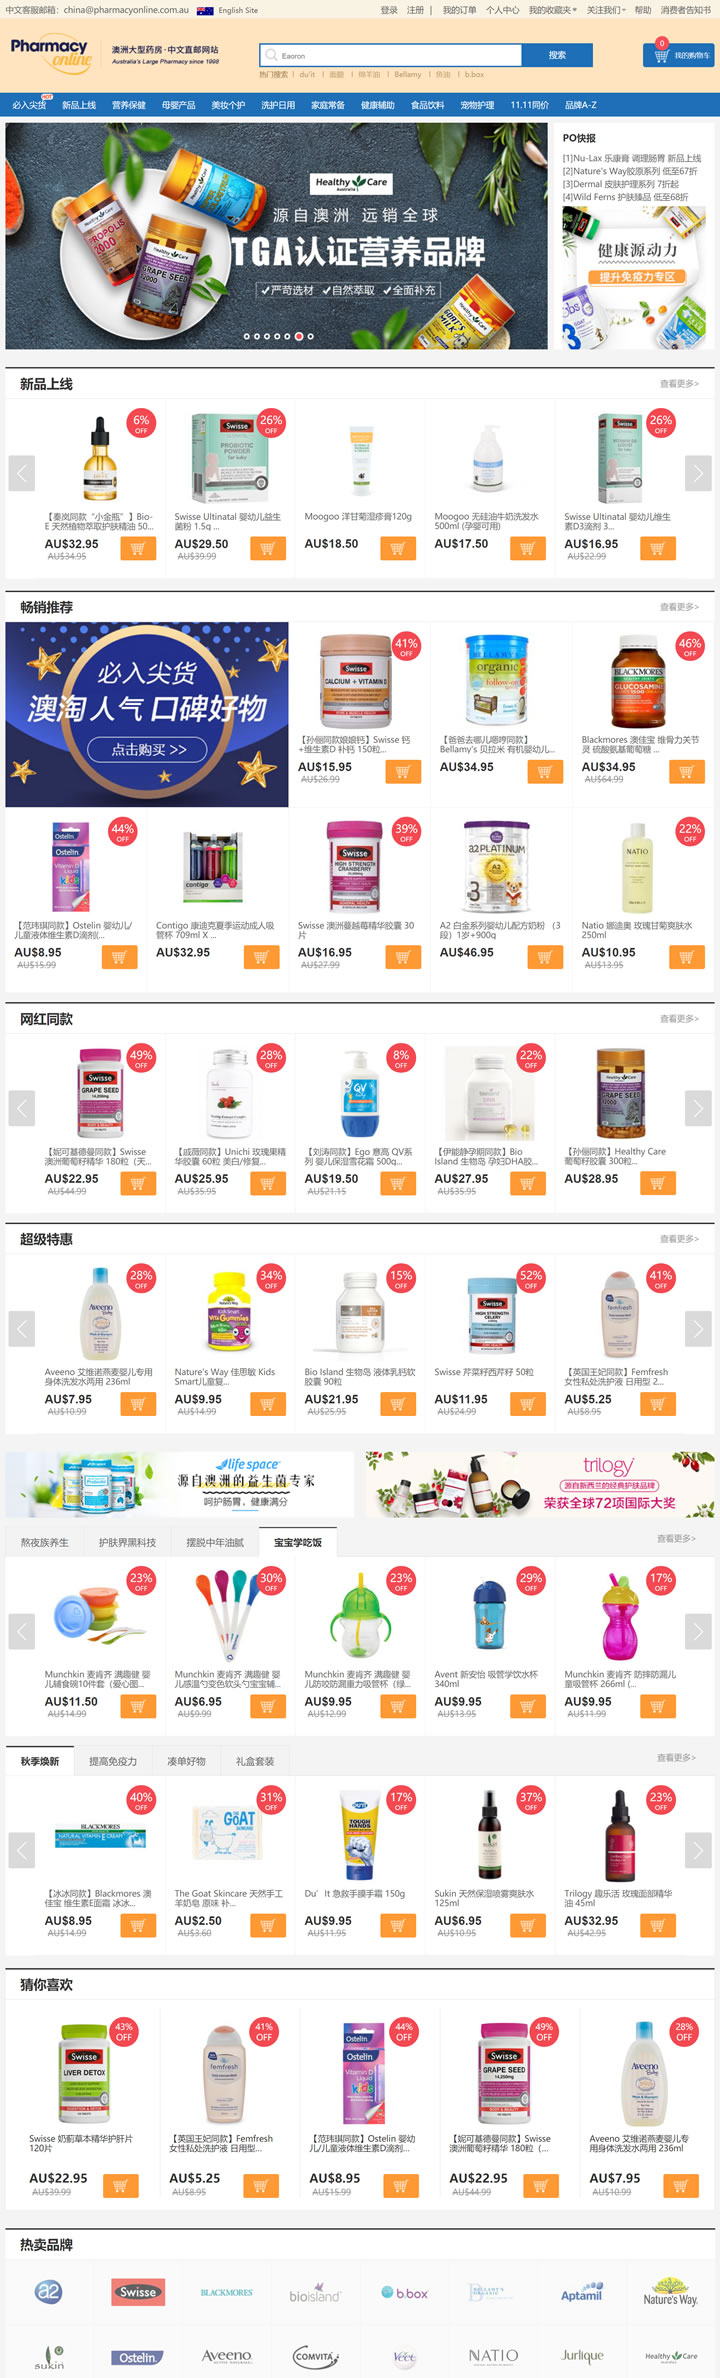 中文客服邮箱：china@pharmacyonline.com.au English Site 登录 注册 | 我的订单 个人中心 我的收藏夹 关注我们 帮助 消费者告知书
Pharmacy online
澳洲大型药房·中文直邮网站
Australia's Large Pharmacy since 1998
Eaoron 搜索
0 我的购物车
热门搜索 | du'it | 面膜 | 绵羊油 | Bellamy | 鱼油 | b.box
必入尖货 HOT 新品上线 营养保健 母婴产品 美妆个护 洗护日用 家庭常备 健康辅助 食品饮料 宠物护理 11.11同价 品牌A-Z
Healthy Care
Australia
源自澳洲 远销全球
TGA认证营养品牌
严苛选材 自然萃取 全面补充
PROPOLIS 2000
GRAPE SEED 12000
GOAT'S MILK
PO快报
[1]Nu-Lax 乐康膏 调理肠胃 新品上线
[2]Nature's Way胶原系列 低至67折
[3]Dermal 皮肤护理系列 7折起
[4]Wild Ferns 护肤臻品 低至68折
健康源动力
提升免疫力专区
新品上线 查看更多>
6% OFF 26% OFF 26% OFF
【秦岚同款“小金瓶”】Bio-E 天然植物萃取护肤精油 50...
AU$32.95
AU$34.95
Swisse Ultinatal 婴幼儿益生菌粉 1.5g ...
AU$29.50
AU$39.99
Moogoo 洋甘菊湿疹膏120g
AU$18.50
Moogoo 无硅油牛奶洗发水 500ml (孕婴可用)
AU$17.50
Swisse Ultinatal 婴幼儿维生素D3滴剂 3...
AU$16.95
AU$22.99
畅销推荐 查看更多>
必入尖货
澳淘人气 口碑好物
点击购买 >>
41% OFF
【孙俪同款娘娘钙】Swisse 钙+维生素D 补钙 150粒...
AU$15.95
AU$26.99
【爸爸去哪儿嗯哼同款】Bellamy's 贝拉米 有机婴幼儿...
AU$34.95
46% OFF
Blackmores 澳佳宝 维骨力关节灵 硫酸氨基葡萄糖 ...
AU$34.95
AU$64.99
44% OFF
【范玮琪同款】Ostelin 婴幼儿/儿童液体维生素D滴剂(...
AU$8.95
AU$15.99
Contigo 康迪克夏季运动成人吸管杯 709ml X ...
AU$32.95
39% OFF
Swisse 澳洲蔓越莓精华胶囊 30片
AU$16.95
AU$27.99
A2 白金系列婴幼儿配方奶粉 （3段）1岁+900g
AU$46.95
22% OFF
Natio 娜迪奥 玫瑰甘菊爽肤水 250ml
AU$10.95
AU$13.95
网红同款 查看更多>
49% OFF
【妮可基德曼同款】Swisse 澳洲葡萄籽精华 180粒（天...
AU$22.95
AU$44.99
28% OFF
【戚薇同款】Unichi 玫瑰果精华胶囊 60粒 美白/修复...
AU$25.95
AU$35.95
8% OFF
【刘涛同款】Ego 意高 QV系列 婴儿保湿雪花霜 500g...
AU$19.50
AU$21.15
22% OFF
【伊能静孕期同款】Bio Island 生物岛 孕妇DHA胶...
AU$27.95
AU$35.95
【孙俪同款】Healthy Care 葡萄籽胶囊 300粒...
AU$28.95
超级特惠 查看更多>
28% OFF
Aveeno 艾维诺燕麦婴儿专用身体洗发水两用 236ml
AU$7.95
AU$10.99
34% OFF
Nature's Way 佳思敏 Kids Smart儿童复...
AU$9.95
AU$14.99
15% OFF
Bio Island 生物岛 液体乳钙软胶囊 90粒
AU$21.95
AU$25.95
52% OFF
Swisse 芹菜籽西芹籽 50粒
AU$11.95
AU$24.99
41% OFF
【英国王妃同款】Femfresh 女性私处洗护液 日用型 2...
AU$5.25
AU$8.95
life space
源自澳洲的益生菌专家
呵护肠胃，健康满分
trilogy
源自新西兰的经典护肤品牌
荣获全球72项国际大奖
熬夜族养生 护肤界黑科技 摆脱中年油腻 宝宝学吃饭 查看更多>
23% OFF
Munchkin 麦肯齐 满趣健 婴儿辅食碗10件套（爱心图...
AU$11.50
AU$14.99
30% OFF
Munchkin 麦肯齐 满趣健 婴儿感温勺变色软头勺宝宝辅...
AU$6.95
AU$9.99
23% OFF
Munchkin 麦肯齐 满趣健 婴儿防咬防漏重力吸管杯（绿...
AU$9.95
AU$12.99
29% OFF
Avent 新安怡 吸管学饮水杯 340ml
AU$9.95
AU$13.95
17% OFF
Munchkin 麦肯齐 防摔防漏儿童吸管杯 266ml (...
AU$9.95
AU$11.99
秋季焕新 提高免疫力 凑单好物 礼盒套装 查看更多>
40% OFF
【冰冰同款】Blackmores 澳佳宝 维生素E面霜 冰冰...
AU$8.95
AU$14.99
31% OFF
The Goat Skincare 天然手工羊奶皂 原味 补...
AU$2.50
AU$3.60
17% OFF
Du'It 急救手膜手霜 150g
AU$9.95
AU$11.95
37% OFF
Sukin 天然保湿喷雾爽肤水 125ml
AU$6.95
AU$10.95
23% OFF
Trilogy 趣乐活 玫瑰面部精华油 45ml
AU$32.95
AU$42.95
猜你喜欢
43% OFF
Swisse 奶蓟草本精华护肝片 120片
AU$22.95
AU$39.99
41% OFF
【英国王妃同款】Femfresh 女性私处洗护液 日用型...
AU$5.25
AU$8.95
44% OFF
【范玮琪同款】Ostelin 婴幼儿/儿童液体维生素D滴剂...
AU$8.95
AU$15.99
49% OFF
【妮可基德曼同款】Swisse 澳洲葡萄籽精华 180粒（...
AU$22.95
AU$44.99
28% OFF
Aveeno 艾维诺燕麦婴儿专用身体洗发水两用 236ml
AU$7.95
AU$10.99
热卖品牌
a2 Swisse BLACKMORES bioisland b.box BELLAMY'S ORGANIC Aptamil Nature's Way.
sukin Ostelin. Aveeno. COMVITA Veet NATIO Jurlique Healthy Care